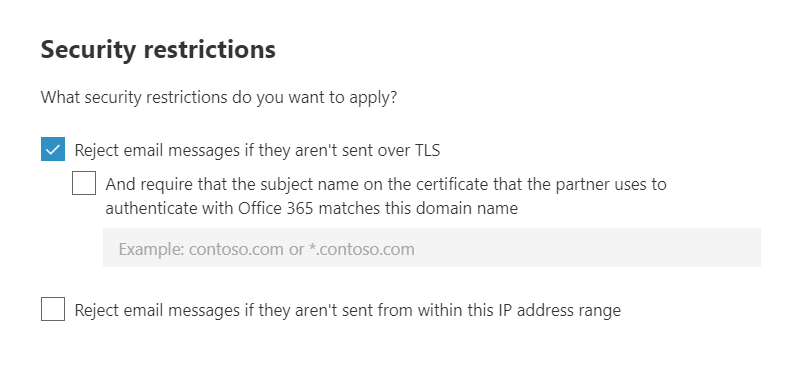 Security restrictions
What security restrictions do you want to apply?
Reject email messages if they aren't sent over TLS
And require that the subject name on the certificate that the partner uses to
authenticate with Office 365 matches this domain name
Example: contoso.com or *.contoso.com
Reject email messages if they aren't sent from within this IP address range